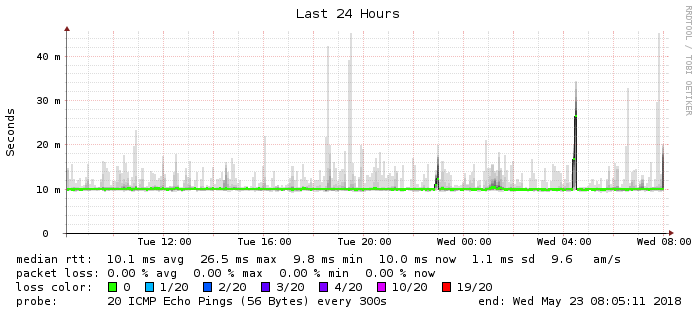 Last 24 Hours
RRDTOOL / TOBI OETIKER
Seconds
40 m
30 m
20 m
10 m
0
Tue 12:00 Tue 16:00 Tue 20:00 Wed 00:00 Wed 04:00 Wed 08:00
median rtt: 10.1 ms avg 26.5 ms max 9.8 ms min 10.0 ms now 1.1 ms sd 9.6 am/s
packet loss: 0.00 % avg 0.00 % max 0.00 % min 0.00 % now
loss color: 0 1/20 2/20 3/20 4/20 10/20 19/20
probe: 20 ICMP Echo Pings (56 Bytes) every 300s end: Wed May 23 08:05:11 2018